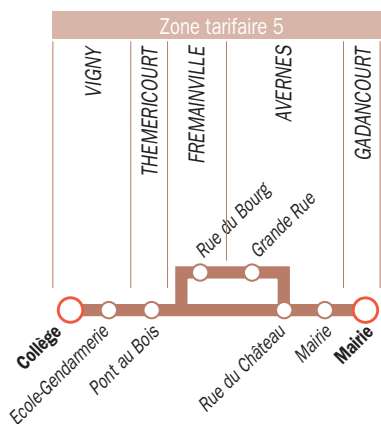 Zone tarifaire 5
VIGNY
THEMERICOURT
FREMAINVILLE
AVERNES
GADANCOURT
Rue du Bourg
Grande Rue
Collège
Ecole-Gendarmerie
Pont au Bois
Rue du Château
Mairie
Mairie